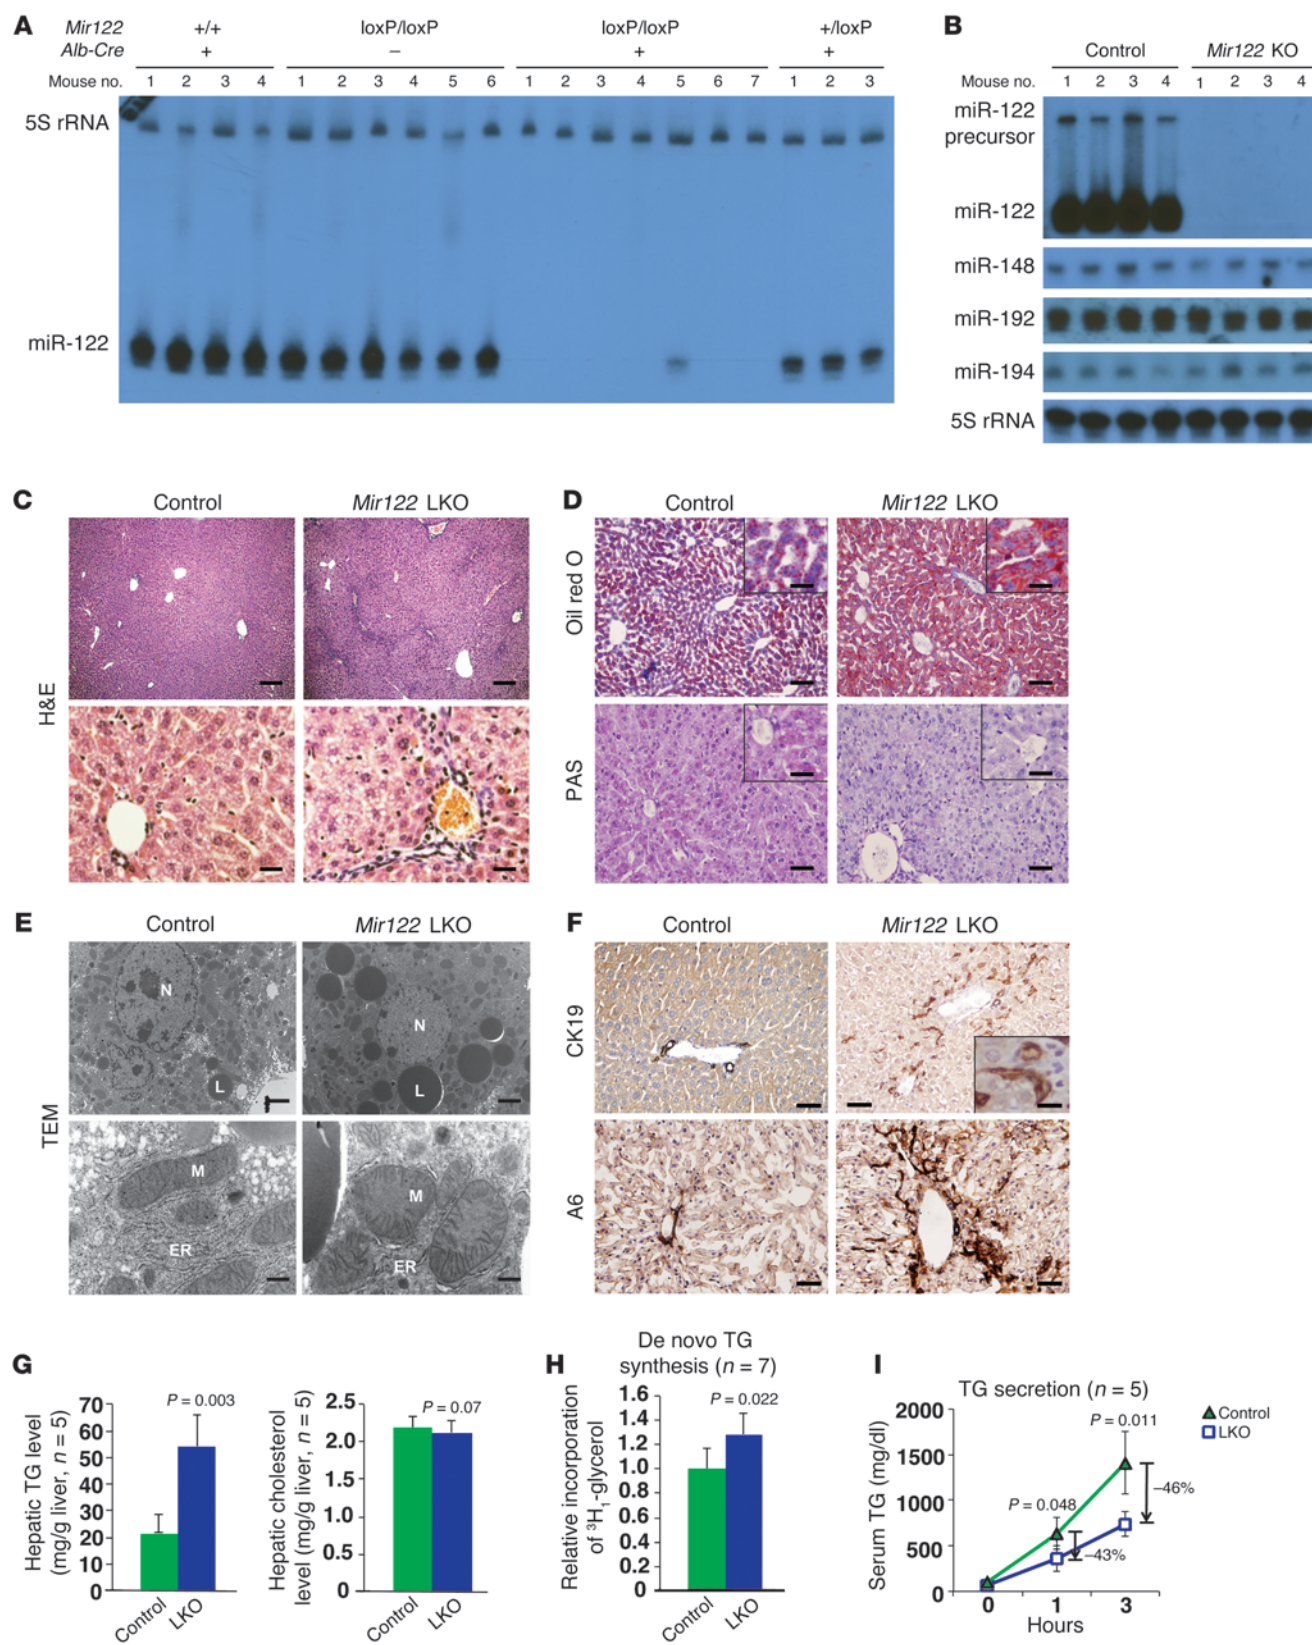 A
Mir122 +/+ loxP/loxP loxP/loxP +/loxP
Alb-Cre + – + +
Mouse no. 1 2 3 4 1 2 3 4 5 6 1 2 3 4 5 6 7 1 2 3
5S rRNA
miR-122
B
Control Mir122 KO
Mouse no. 1 2 3 4 1 2 3 4
miR-122
precursor
miR-122
miR-148
miR-192
miR-194
5S rRNA
C
Control Mir122 LKO
H&E
D
Control Mir122 LKO
Oil red O
PAS
E
Control Mir122 LKO
TEM
N
L
N
L
M
ER
M
ER
F
Control Mir122 LKO
CK19
A6
G
Hepatic TG level
(mg/g liver, n = 5)
70
60
50
40
30
20
10
0
P = 0.003
Control LKO
Hepatic cholesterol
level (mg/g liver, n = 5)
2.5
2.0
1.5
1.0
0.5
0
P = 0.07
Control LKO
H
De novo TG
synthesis (n = 7)
Relative incorporation
of ³H₁-glycerol
1.6
1.4
1.2
1.0
0.8
0.6
0.4
0.2
0
P = 0.022
Control LKO
I
TG secretion (n = 5)
Serum TG (mg/dl)
2000
1500
1000
500
0
P = 0.011
P = 0.048
–46%
–43%
Control
LKO
0 1 3
Hours